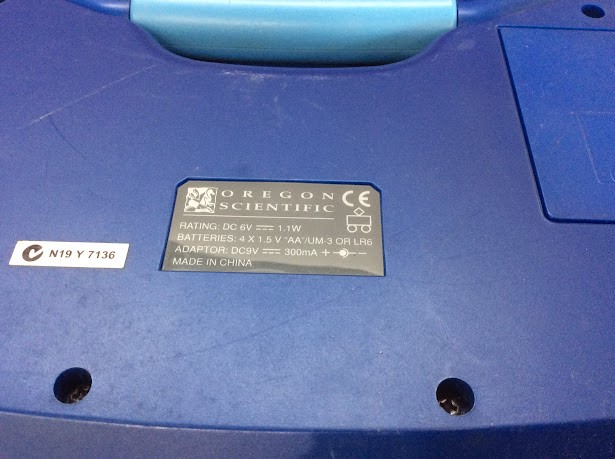 OREGON
SCIENTIFIC
CE
RATING: DC 6V ⎓ 1.1W
BATTERIES: 4 X 1.5 V "AA"/UM-3 OR LR6
ADAPTOR: DC9V ⎓ 300mA + -
MADE IN CHINA
N19 Y 7136